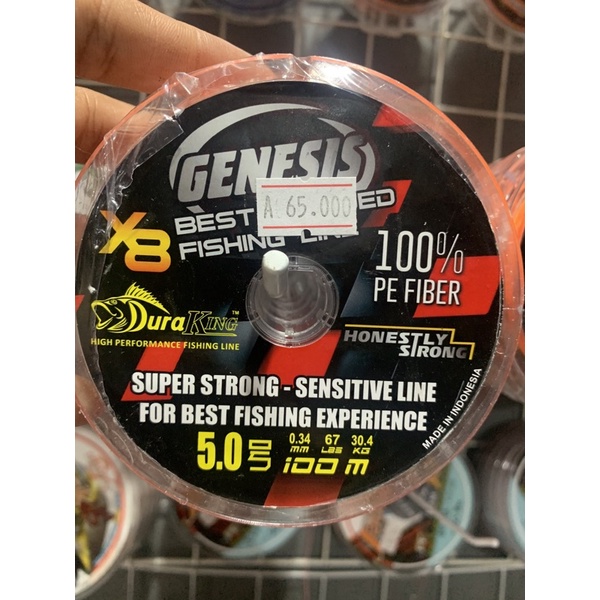 GENESIS
A 65.000
X8
BEST ED
FISHING LINE
100%
PE FIBER
DuraKING™
HIGH PERFORMANCE FISHING LINE
HONESTLY
STRONG
SUPER STRONG - SENSITIVE LINE
FOR BEST FISHING EXPERIENCE
MADE IN INDONESIA
5.0 GOU 0.34 MM 67 LBS 30.4 KG
100 M